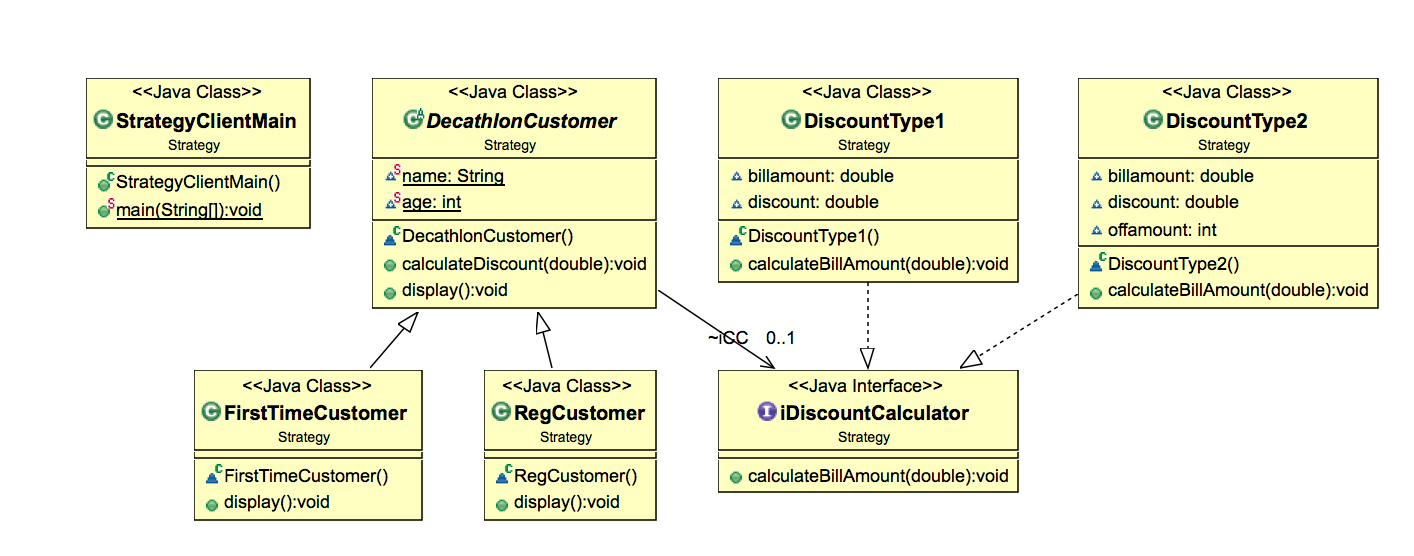 <<Java Class>>
StrategyClientMain
Strategy
StrategyClientMain()
main(String[]):void
<<Java Class>>
DecathlonCustomer
Strategy
name: String
age: int
DecathlonCustomer()
calculateDiscount(double):void
display():void
<<Java Class>>
DiscountType1
Strategy
billamount: double
discount: double
DiscountType1()
calculateBillAmount(double):void
<<Java Class>>
DiscountType2
Strategy
billamount: double
discount: double
offamount: int
DiscountType2()
calculateBillAmount(double):void
~iCC 0..1
<<Java Class>>
FirstTimeCustomer
Strategy
FirstTimeCustomer()
display():void
<<Java Class>>
RegCustomer
Strategy
RegCustomer()
display():void
<<Java Interface>>
iDiscountCalculator
Strategy
calculateBillAmount(double):void